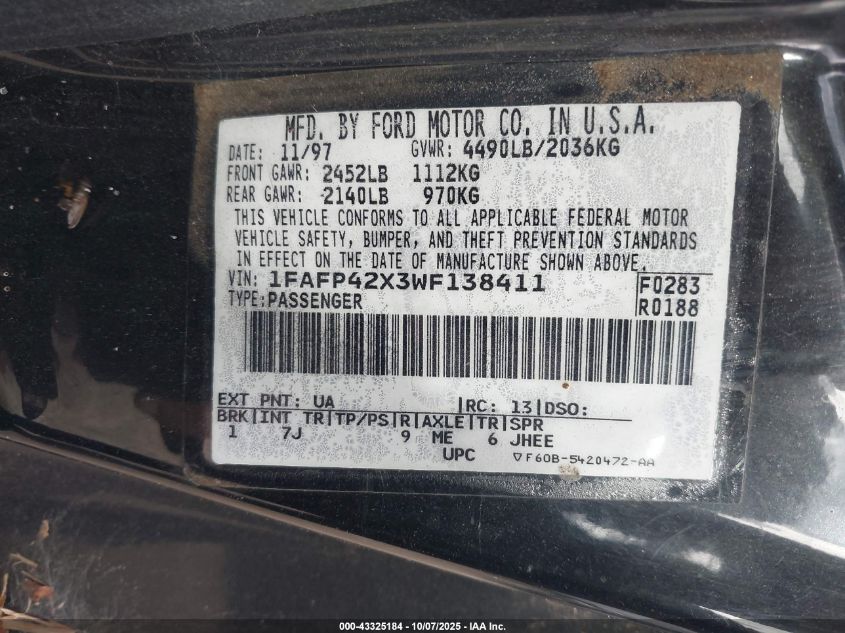 MFD. BY FORD MOTOR CO. IN U.S.A.
DATE: 11/97 GVWR: 4490LB/2036KG
FRONT GAWR: 2452LB 1112KG
REAR GAWR: 2140LB 970KG
THIS VEHICLE CONFORMS TO ALL APPLICABLE FEDERAL MOTOR
VEHICLE SAFETY, BUMPER, AND THEFT PREVENTION STANDARDS
IN EFFECT ON THE DATE OF MANUFACTURE SHOWN ABOVE.
VIN: 1FAFP42X3WF138411 F0283
TYPE: PASSENGER R0188
EXT PNT: UA |RC: 13|DSO:
BRK|INT TR|TP/PS|R|AXLE|TR|SPR
1 7J 9 ME 6 JHEE
UPC ▽F60B-5420472-AA
000-43325184 - 10/07/2025 - IAA Inc.